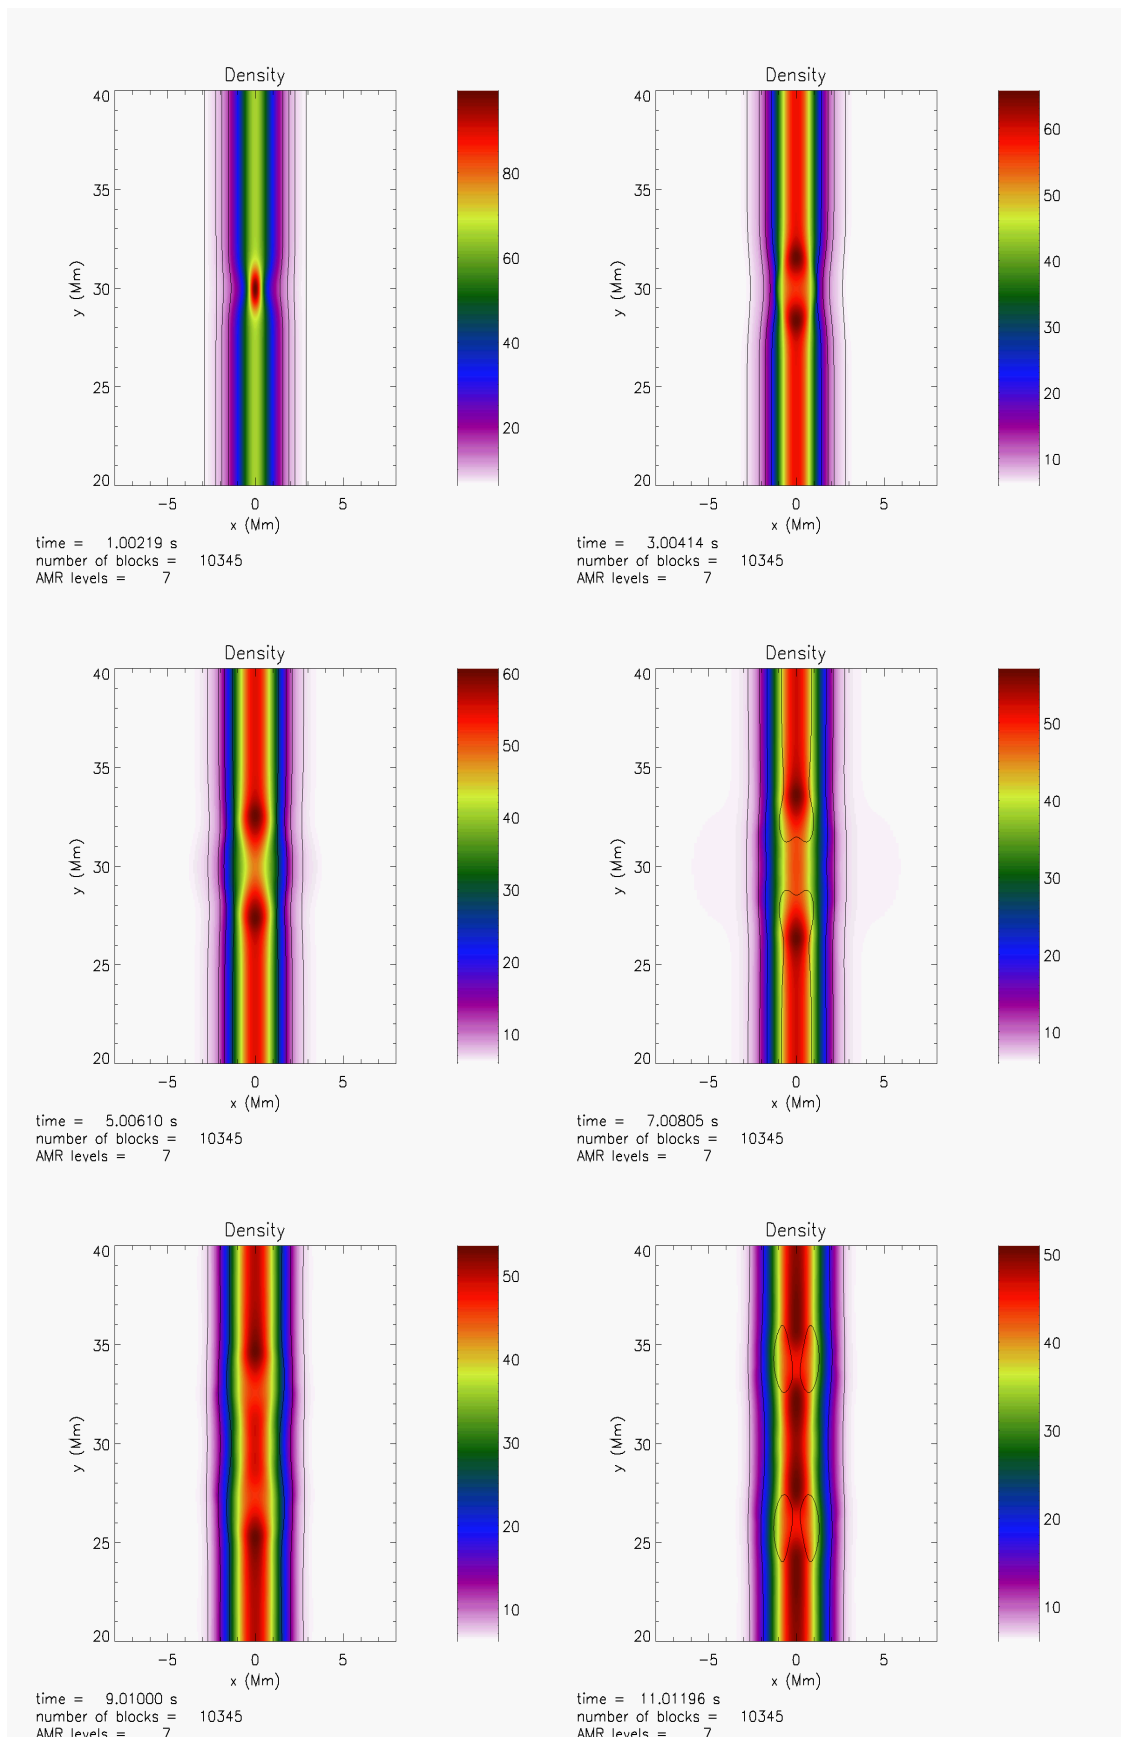 Density Density
40 40
35 35
30 30
25 25
20 20
y (Mm) y (Mm)
80 60
60 50
40 40
20 30
20
10
-5 0 5 -5 0 5
x (Mm) x (Mm)
time = 1.00219 s time = 3.00414 s
number of blocks = 10345 number of blocks = 10345
AMR levels = 7 AMR levels = 7
Density Density
40 40
35 35
30 30
25 25
20 20
y (Mm) y (Mm)
60 50
50 40
40 30
30 20
20 10
10
-5 0 5 -5 0 5
x (Mm) x (Mm)
time = 5.00610 s time = 7.00805 s
number of blocks = 10345 number of blocks = 10345
AMR levels = 7 AMR levels = 7
Density Density
40 40
35 35
30 30
25 25
20 20
y (Mm) y (Mm)
50 50
40 40
30 30
20 20
10 10
-5 0 5 -5 0 5
x (Mm) x (Mm)
time = 9.01000 s time = 11.01196 s
number of blocks = 10345 number of blocks = 10345
AMR levels = 7 AMR levels = 7